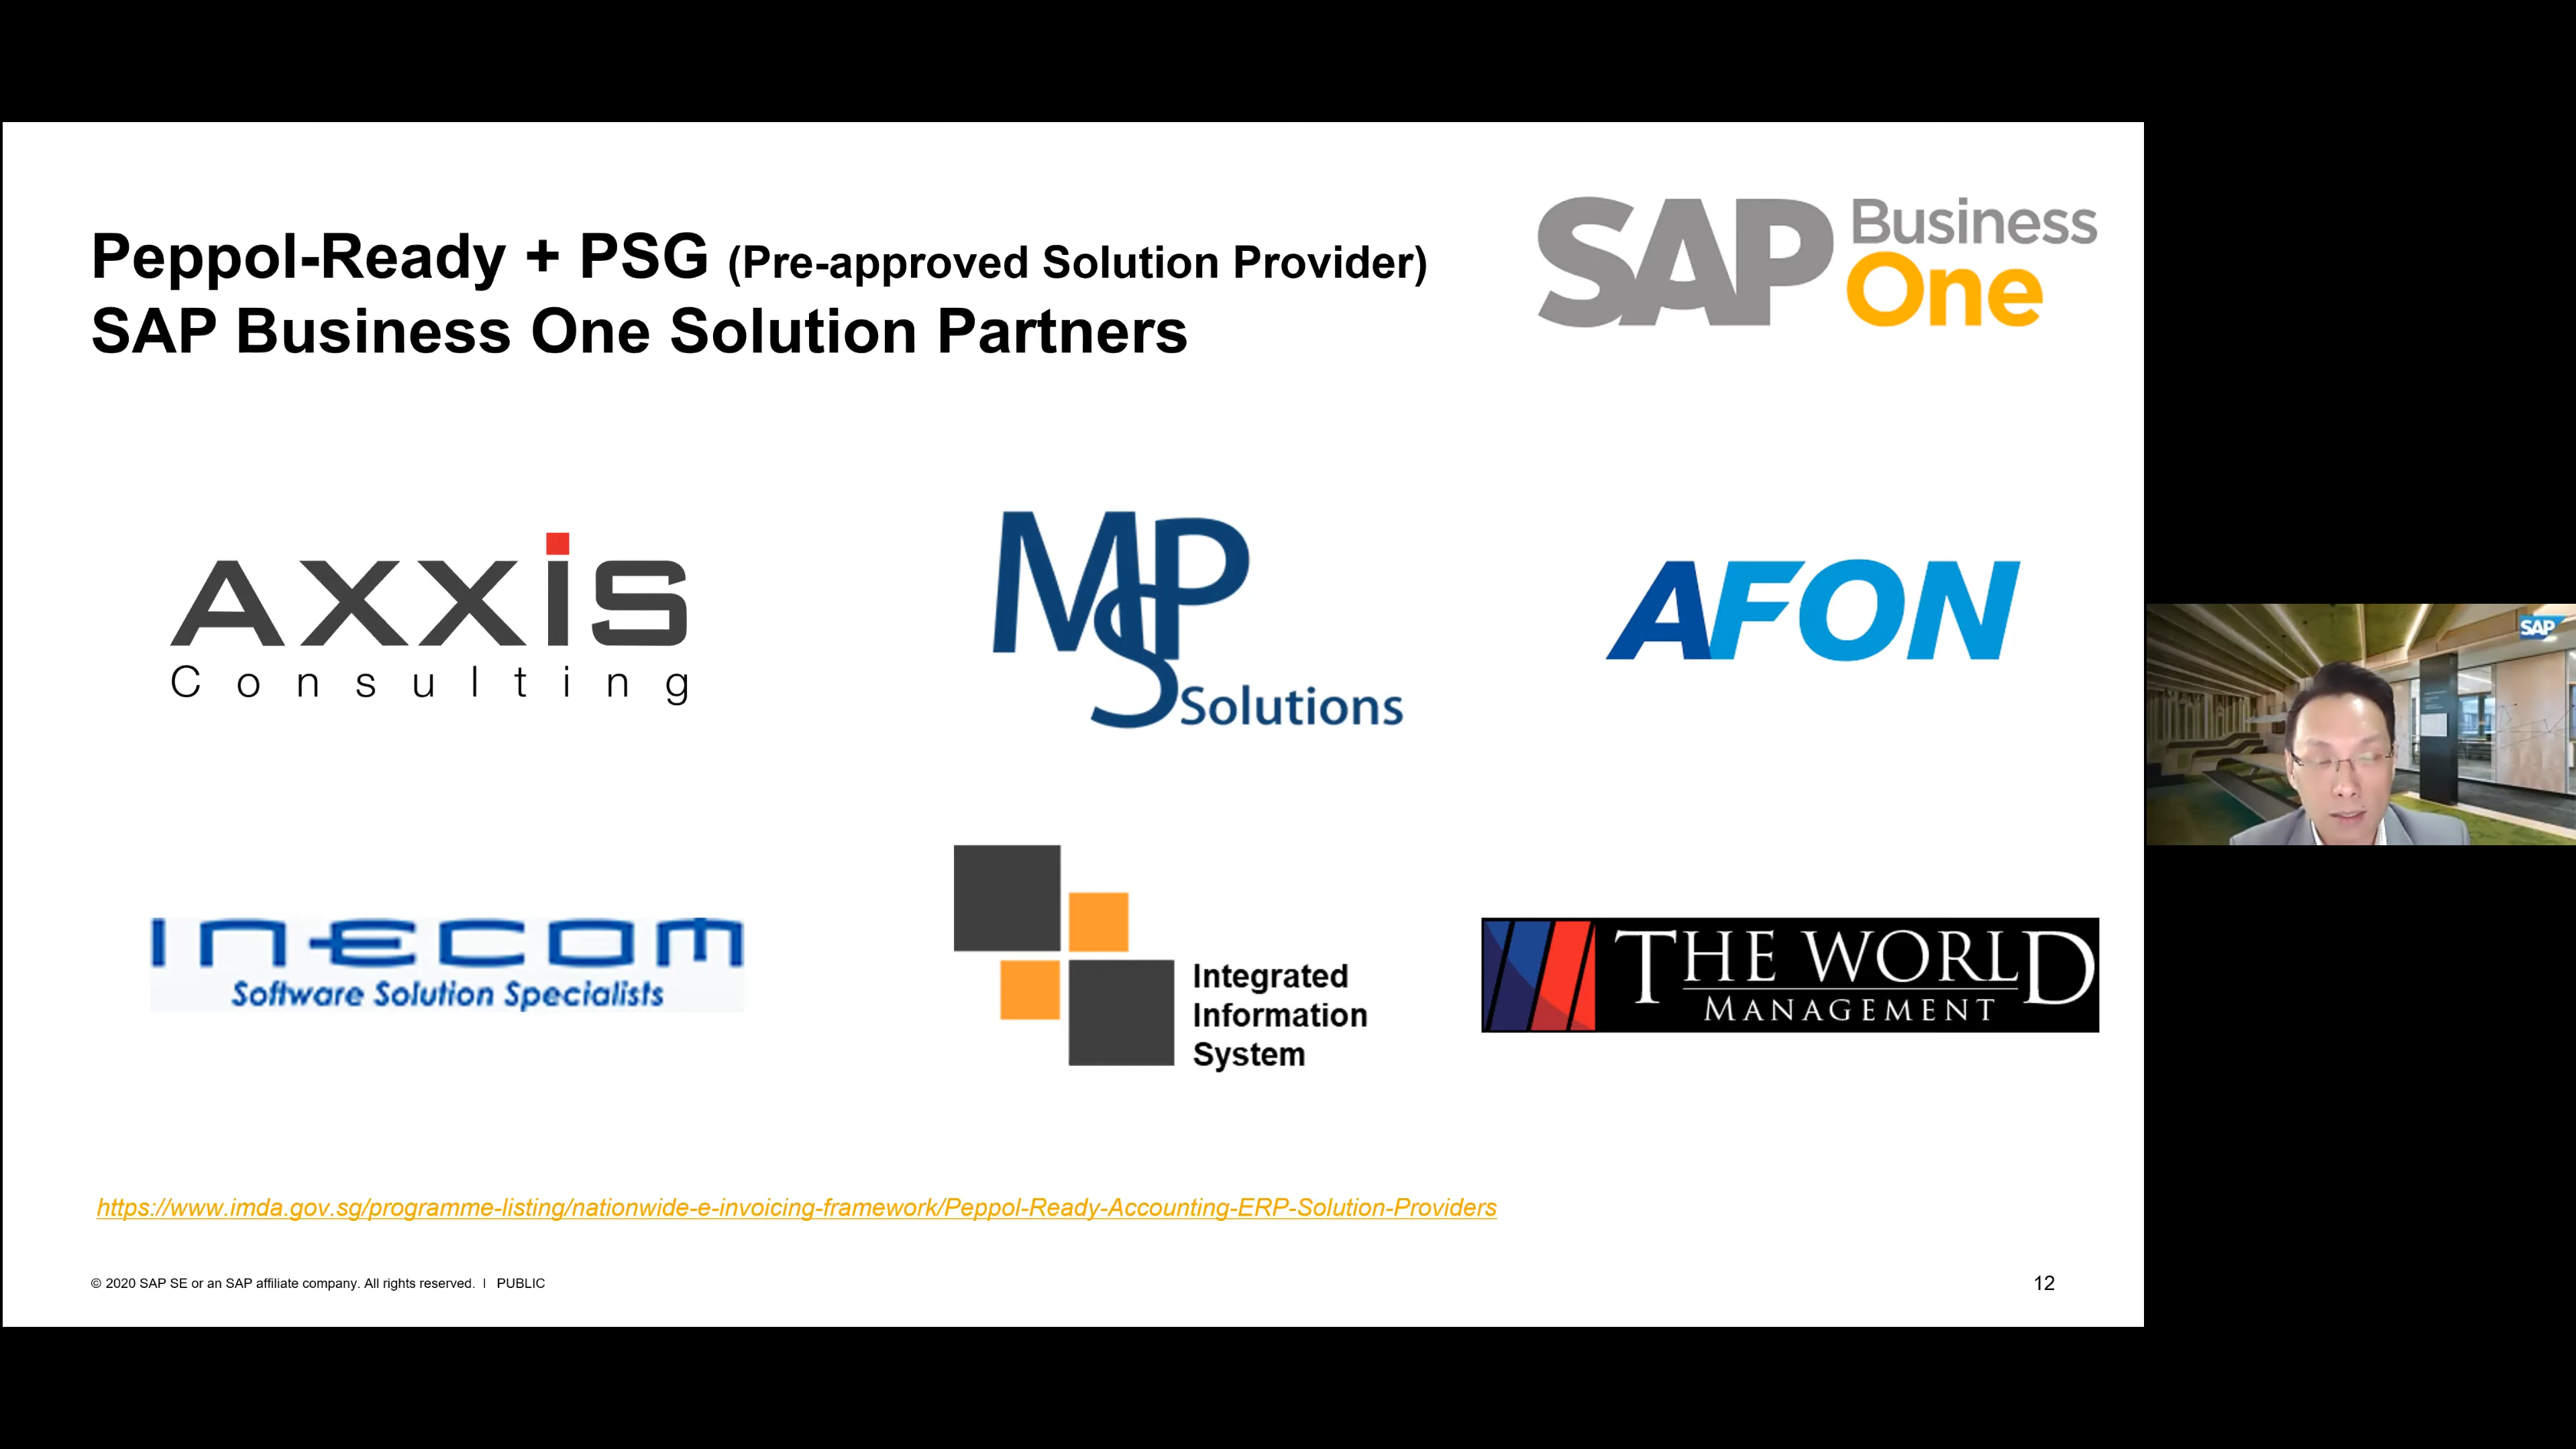 Peppol-Ready + PSG (Pre-approved Solution Provider)
SAP Business One Solution Partners
SAP Business One
AXXIS
Consulting
MSP
Solutions
AFON
INECOM
Software Solution Specialists
Integrated
Information
System
THE WORLD
MANAGEMENT
https://www.imda.gov.sg/programme-listing/nationwide-e-invoicing-framework/Peppol-Ready-Accounting-ERP-Solution-Providers
© 2020 SAP SE or an SAP affiliate company. All rights reserved. | PUBLIC
12
SAP